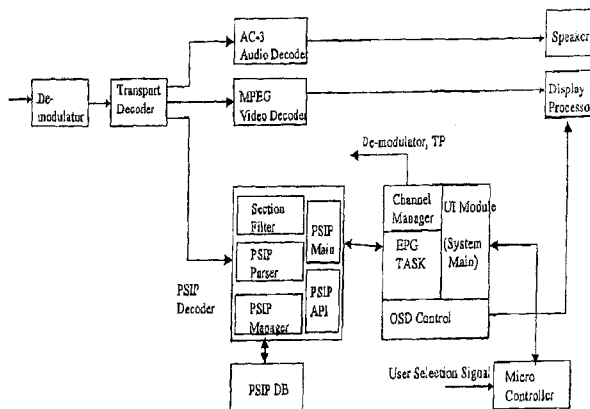 AC-3
Audio Decoder
Speaker
De-
modulator
Transport
Decoder
MPEG
Video Decoder
Display
Processor
De-modulator, TP
Section
Filter
PSIP
Main
PSIP
Parser
PSIP
API
PSIP
Manager
PSIP
Decoder
PSIP DB
Channel
Manager
UI Module
(System
Main)
EPG
TASK
OSD Control
User Selection Signal
Micro
Controller